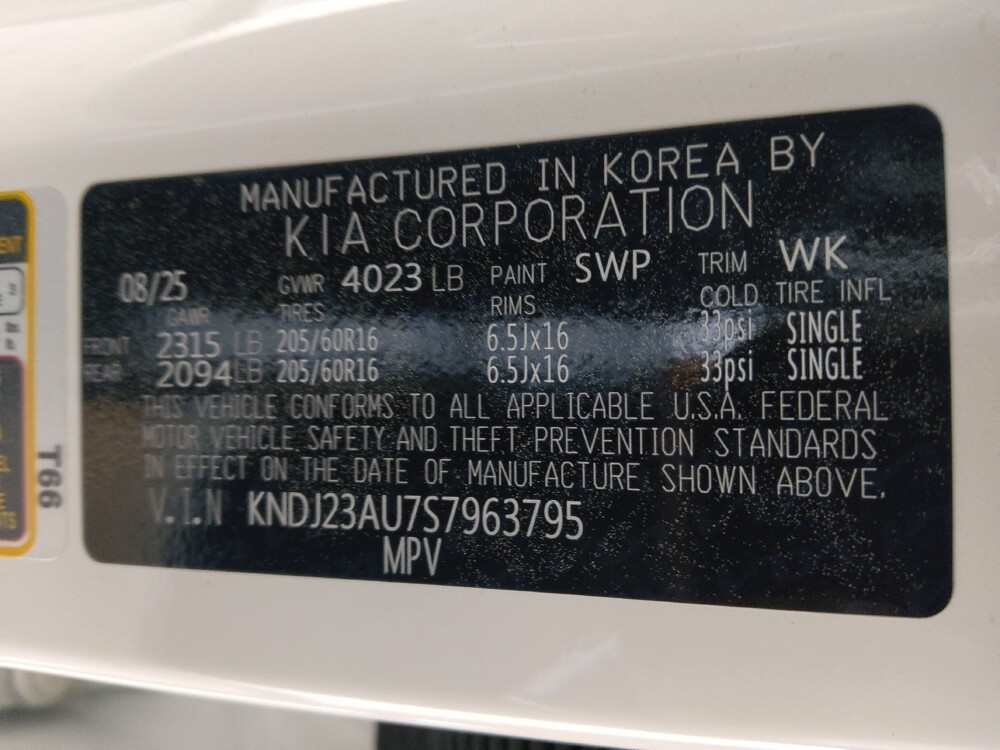 MANUFACTURED IN KOREA BY
KIA CORPORATION
08/25 GVWR 4023 LB PAINT SWP TRIM WK
GAWR TIRES RIMS COLD TIRE INFL
FRONT 2315 LB 205/60R16 6.5Jx16 33psi SINGLE
REAR 2094 LB 205/60R16 6.5Jx16 33psi SINGLE
THIS VEHICLE CONFORMS TO ALL APPLICABLE U.S.A. FEDERAL
MOTOR VEHICLE SAFETY AND THEFT PREVENTION STANDARDS
IN EFFECT ON THE DATE OF MANUFACTURE SHOWN ABOVE.
V.I.N KNDJ23AU7S7963795
MPV
T66